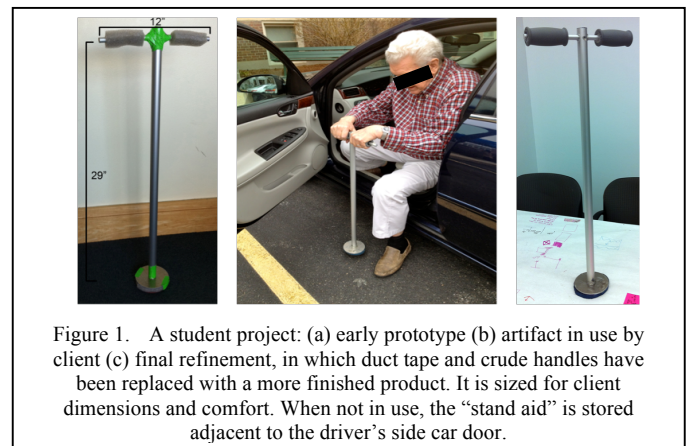 12"
29"
Figure 1. A student project: (a) early prototype (b) artifact in use by
client (c) final refinement, in which duct tape and crude handles have
been replaced with a more finished product. It is sized for client
dimensions and comfort. When not in use, the “stand aid” is stored
adjacent to the driver’s side car door.